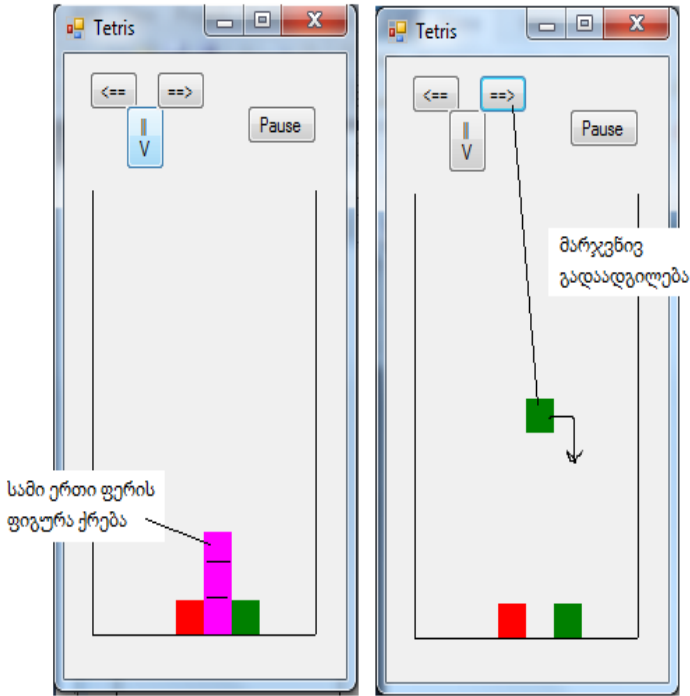 Tetris
<==
==>
||
V
Pause
სამი ერთი ფერის
ფიგურა ქრება
Tetris
<==
==>
||
V
Pause
მარჯვნივ
გადაადგილება